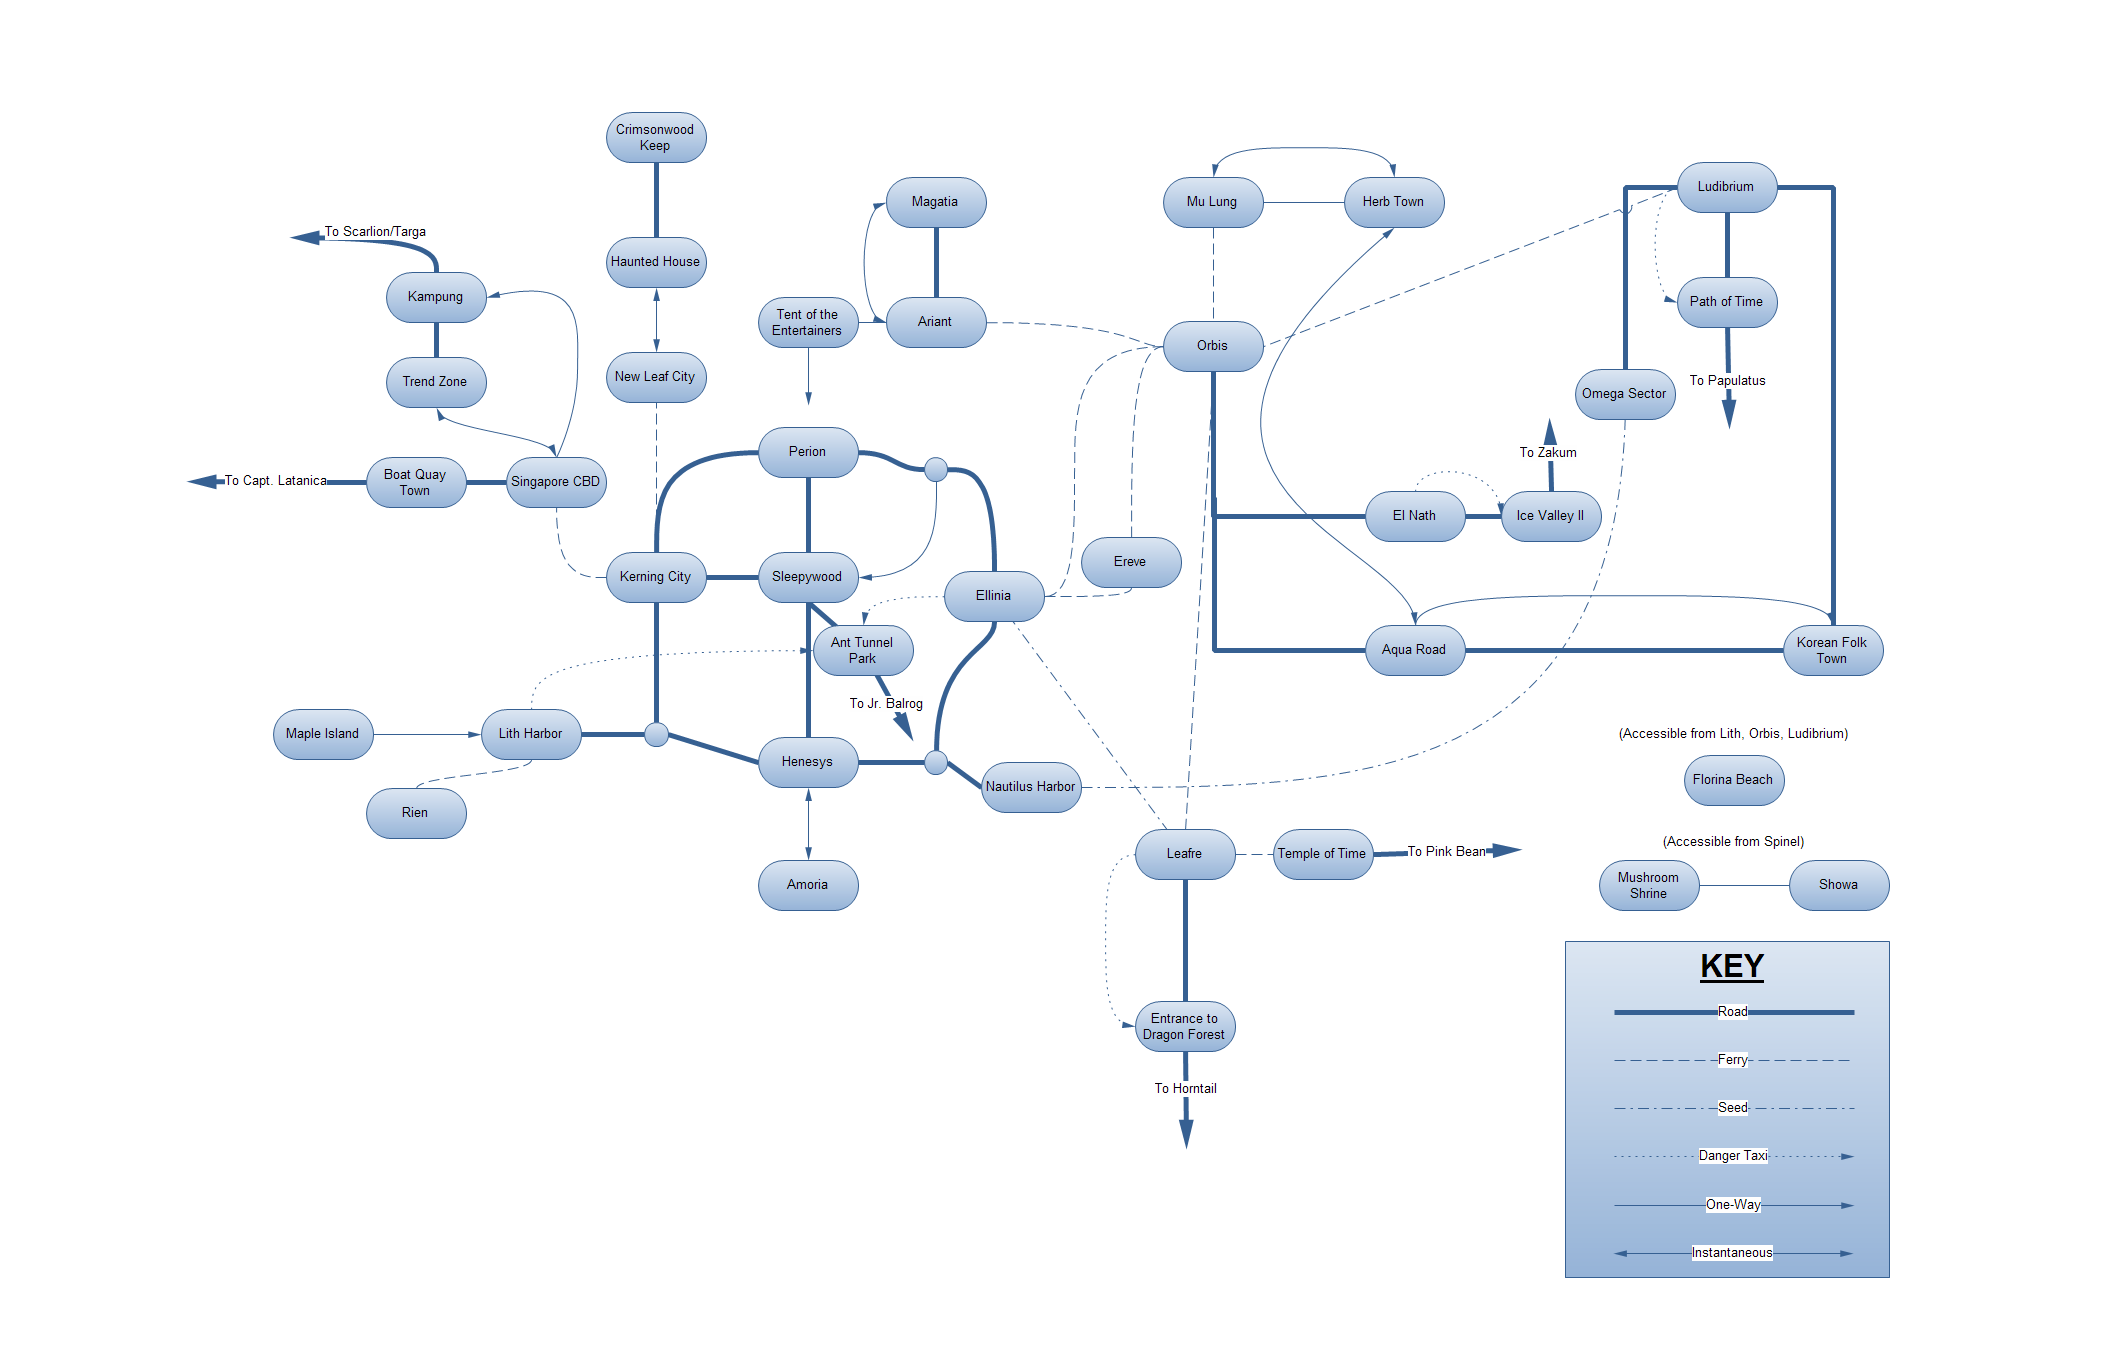 Crimsonwood
Keep
Magatia
Mu Lung
Herb Town
Ludibrium
To Scarlion/Targa
Haunted House
Kampung
Tent of the
Entertainers
Ariant
Path of Time
Orbis
Trend Zone
New Leaf City
Omega Sector
To Papulatus
Perion
To Zakum
To Capt. Latanica
Boat Quay
Town
Singapore CBD
El Nath
Ice Valley II
Kerning City
Sleepywood
Ereve
Ellinia
Ant Tunnel
Park
Aqua Road
Korean Folk
Town
To Jr. Balrog
Maple Island
Lith Harbor
Henesys
Nautilus Harbor
(Accessible from Lith, Orbis, Ludibrium)
Florina Beach
Rien
(Accessible from Spinel)
Leafre
Temple of Time
To Pink Bean
Amoria
Mushroom
Shrine
Showa
KEY
Road
Entrance to
Dragon Forest
Ferry
To Horntail
Seed
Danger Taxi
One-Way
Instantaneous